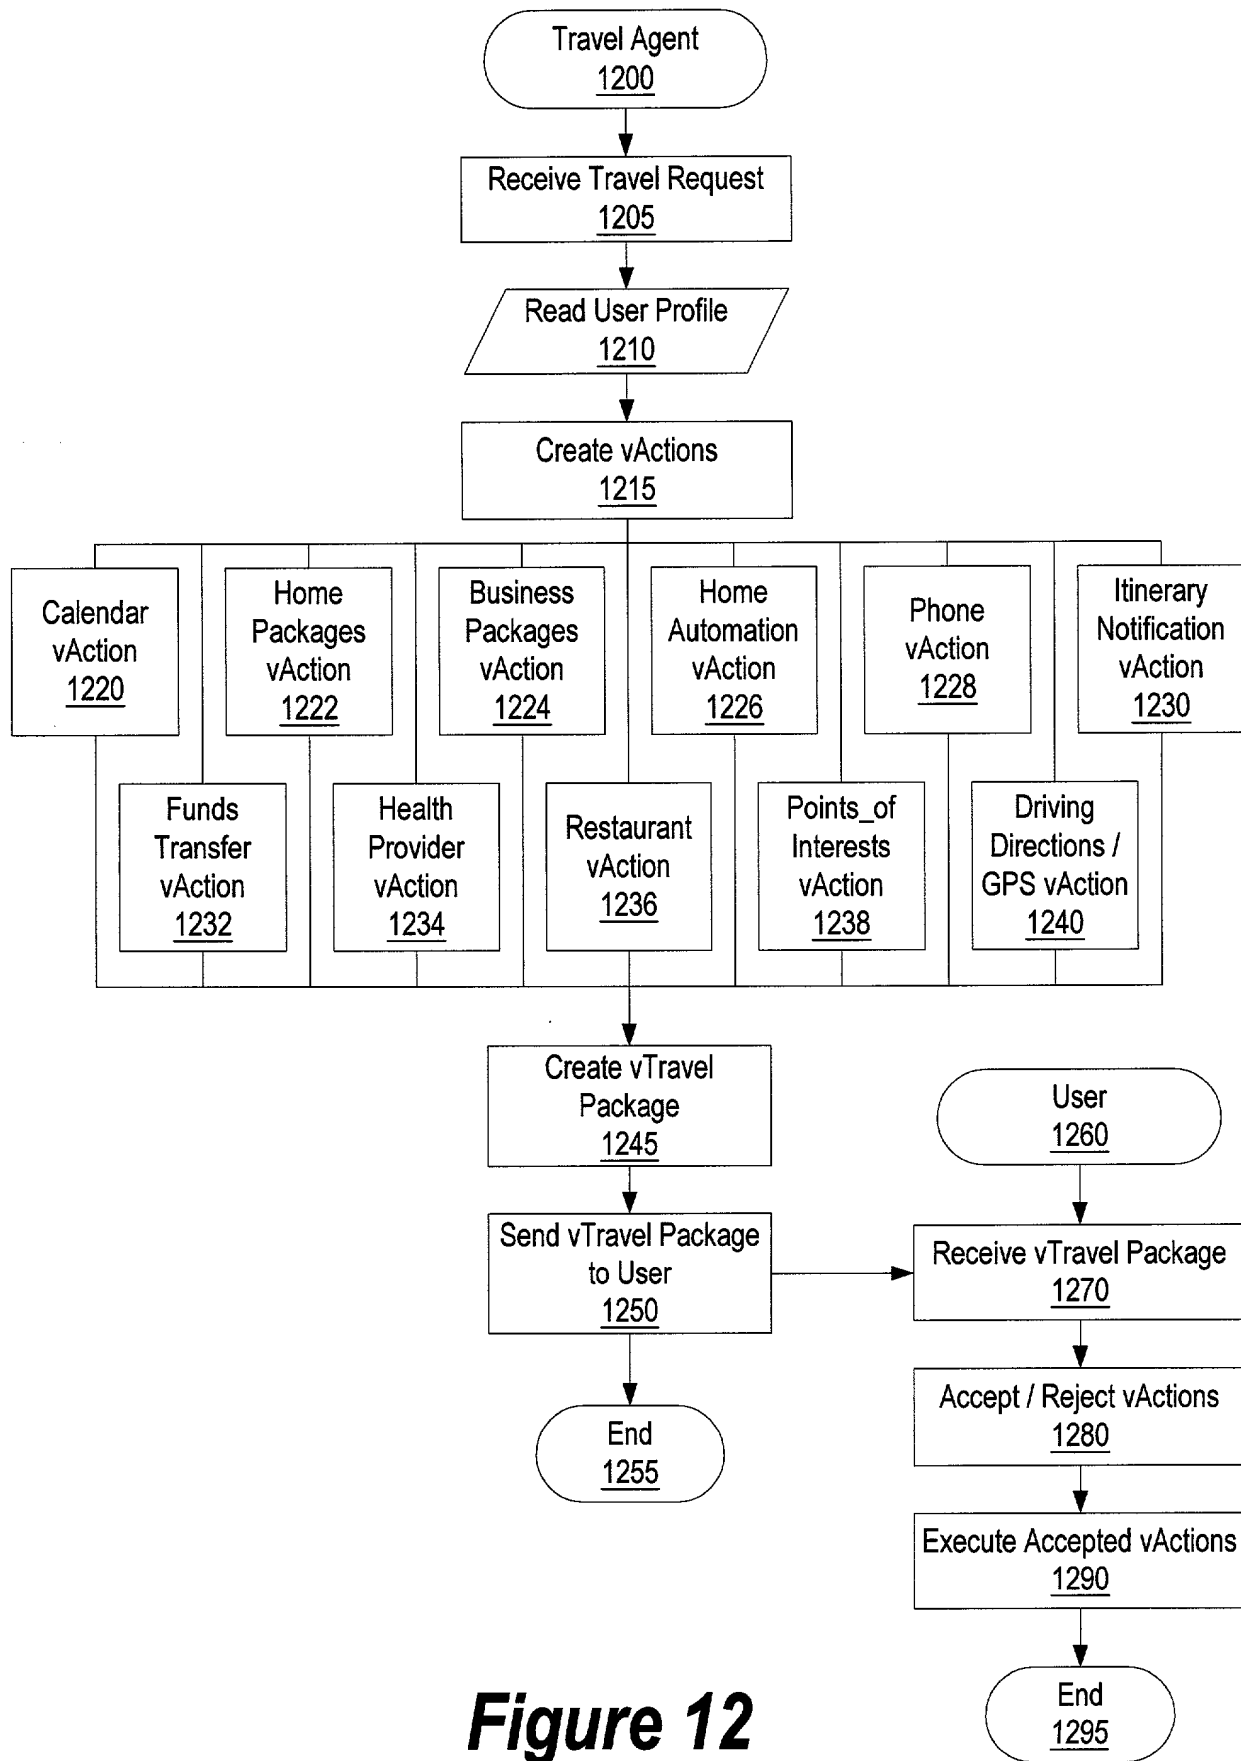 Travel Agent
1200
Receive Travel Request
1205
Read User Profile
1210
Create vActions
1215
Calendar
vAction
1220
Home
Packages
vAction
1222
Business
Packages
vAction
1224
Home
Automation
vAction
1226
Phone
vAction
1228
Itinerary
Notification
vAction
1230
Funds
Transfer
vAction
1232
Health
Provider
vAction
1234
Restaurant
vAction
1236
Points_of
Interests
vAction
1238
Driving
Directions /
GPS vAction
1240
Create vTravel
Package
1245
Send vTravel Package
to User
1250
End
1255
User
1260
Receive vTravel Package
1270
Accept / Reject vActions
1280
Execute Accepted vActions
1290
End
1295
Figure 12